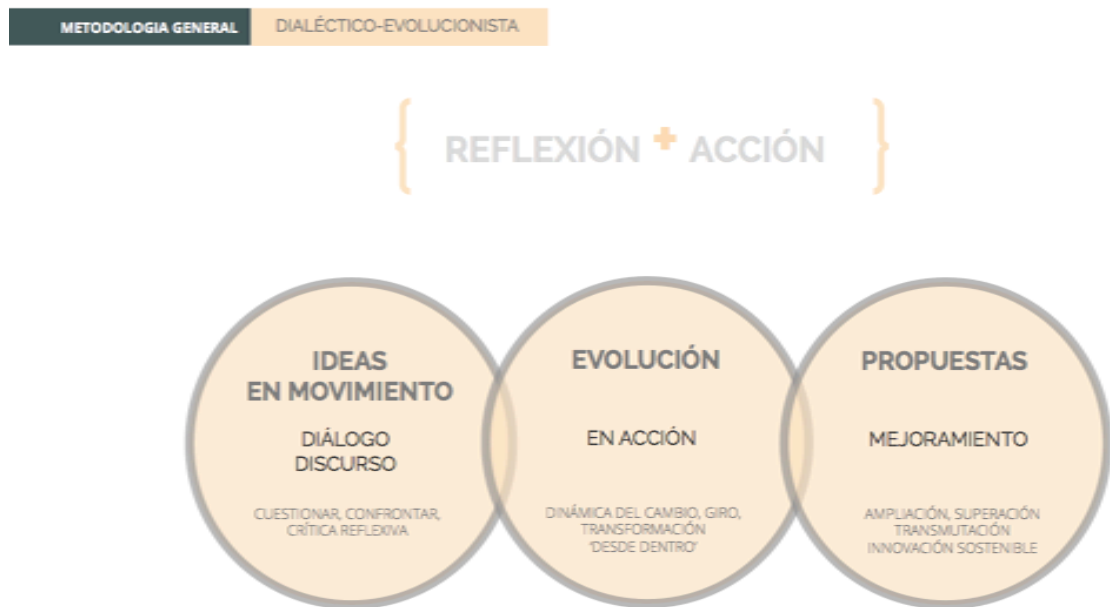 METODOLOGIA GENERAL
DIALÉCTICO-EVOLUCIONISTA
{ REFLEXIÓN + ACCIÓN }
IDEAS
EN MOVIMIENTO
DIÁLOGO
DISCURSO
CUESTIONAR, CONFRONTAR,
CRÍTICA REFLEXIVA
EVOLUCIÓN
EN ACCIÓN
DINÁMICA DEL CAMBIO, GIRO,
TRANSFORMACIÓN
'DESDE DENTRO'
PROPUESTAS
MEJORAMIENTO
AMPLIACIÓN, SUPERACIÓN
TRANSMUTACIÓN
INNOVACIÓN SOSTENIBLE